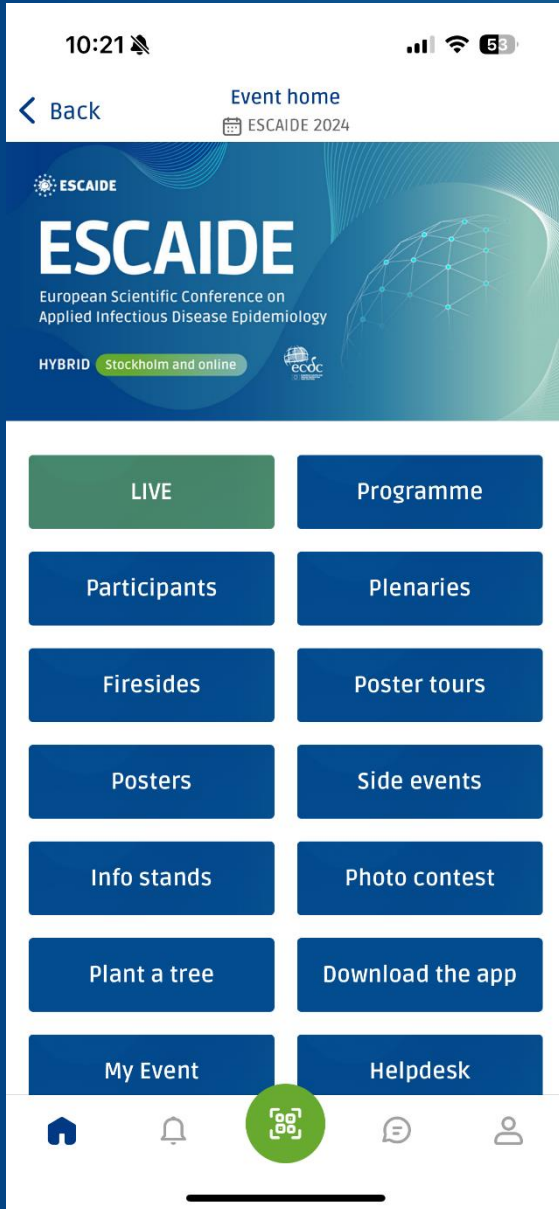 10:21
53
Back
Event home
ESCAIDE 2024
ESCAIDE
ESCAIDE
European Scientific Conference on
Applied Infectious Disease Epidemiology
HYBRID Stockholm and online
ecdc
LIVE
Programme
Participants
Plenaries
Firesides
Poster tours
Posters
Side events
Info stands
Photo contest
Plant a tree
Download the app
My Event
Helpdesk